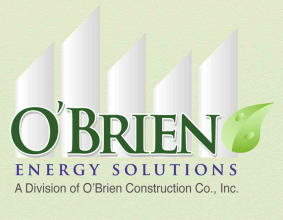 O'BRIEN
ENERGY SOLUTIONS
A Division of O'Brien Construction Co., Inc.